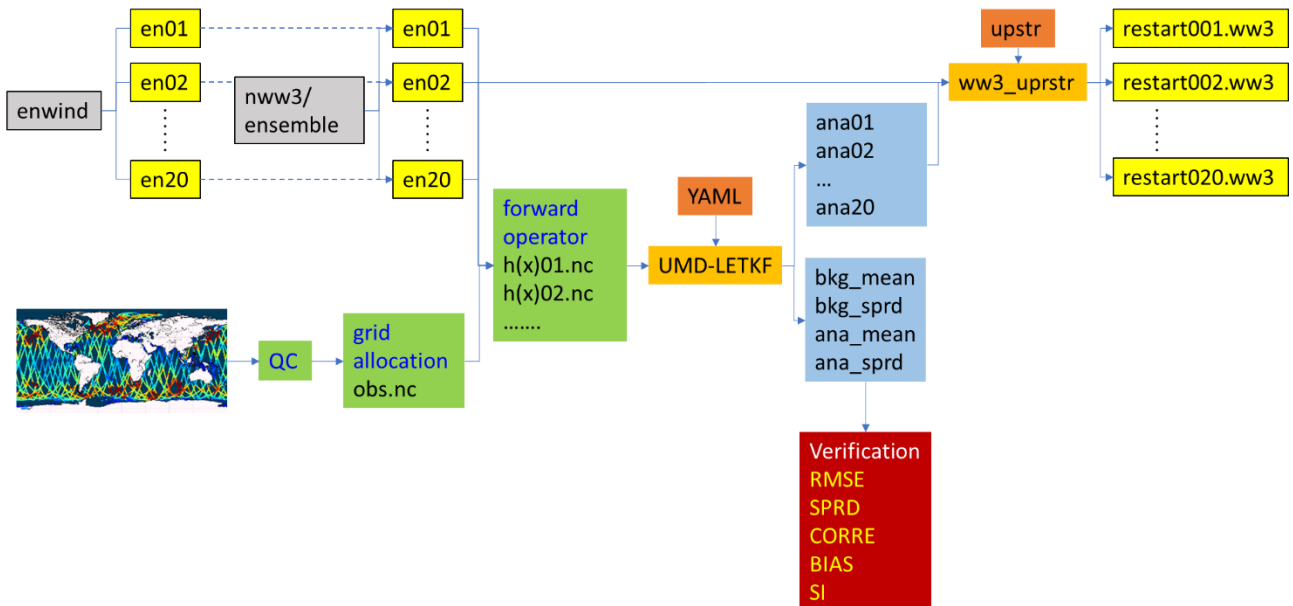 enwind
en01
en02
en20
nww3/
ensemble
en01
en02
en20
QC
grid
allocation
obs.nc
forward
operator
h(x)01.nc
h(x)02.nc
…….
YAML
UMD-LETKF
ana01
ana02
…
ana20
bkg_mean
bkg_sprd
ana_mean
ana_sprd
Verification
RMSE
SPRD
CORRE
BIAS
SI
upstr
ww3_uprstr
restart001.ww3
restart002.ww3
restart020.ww3